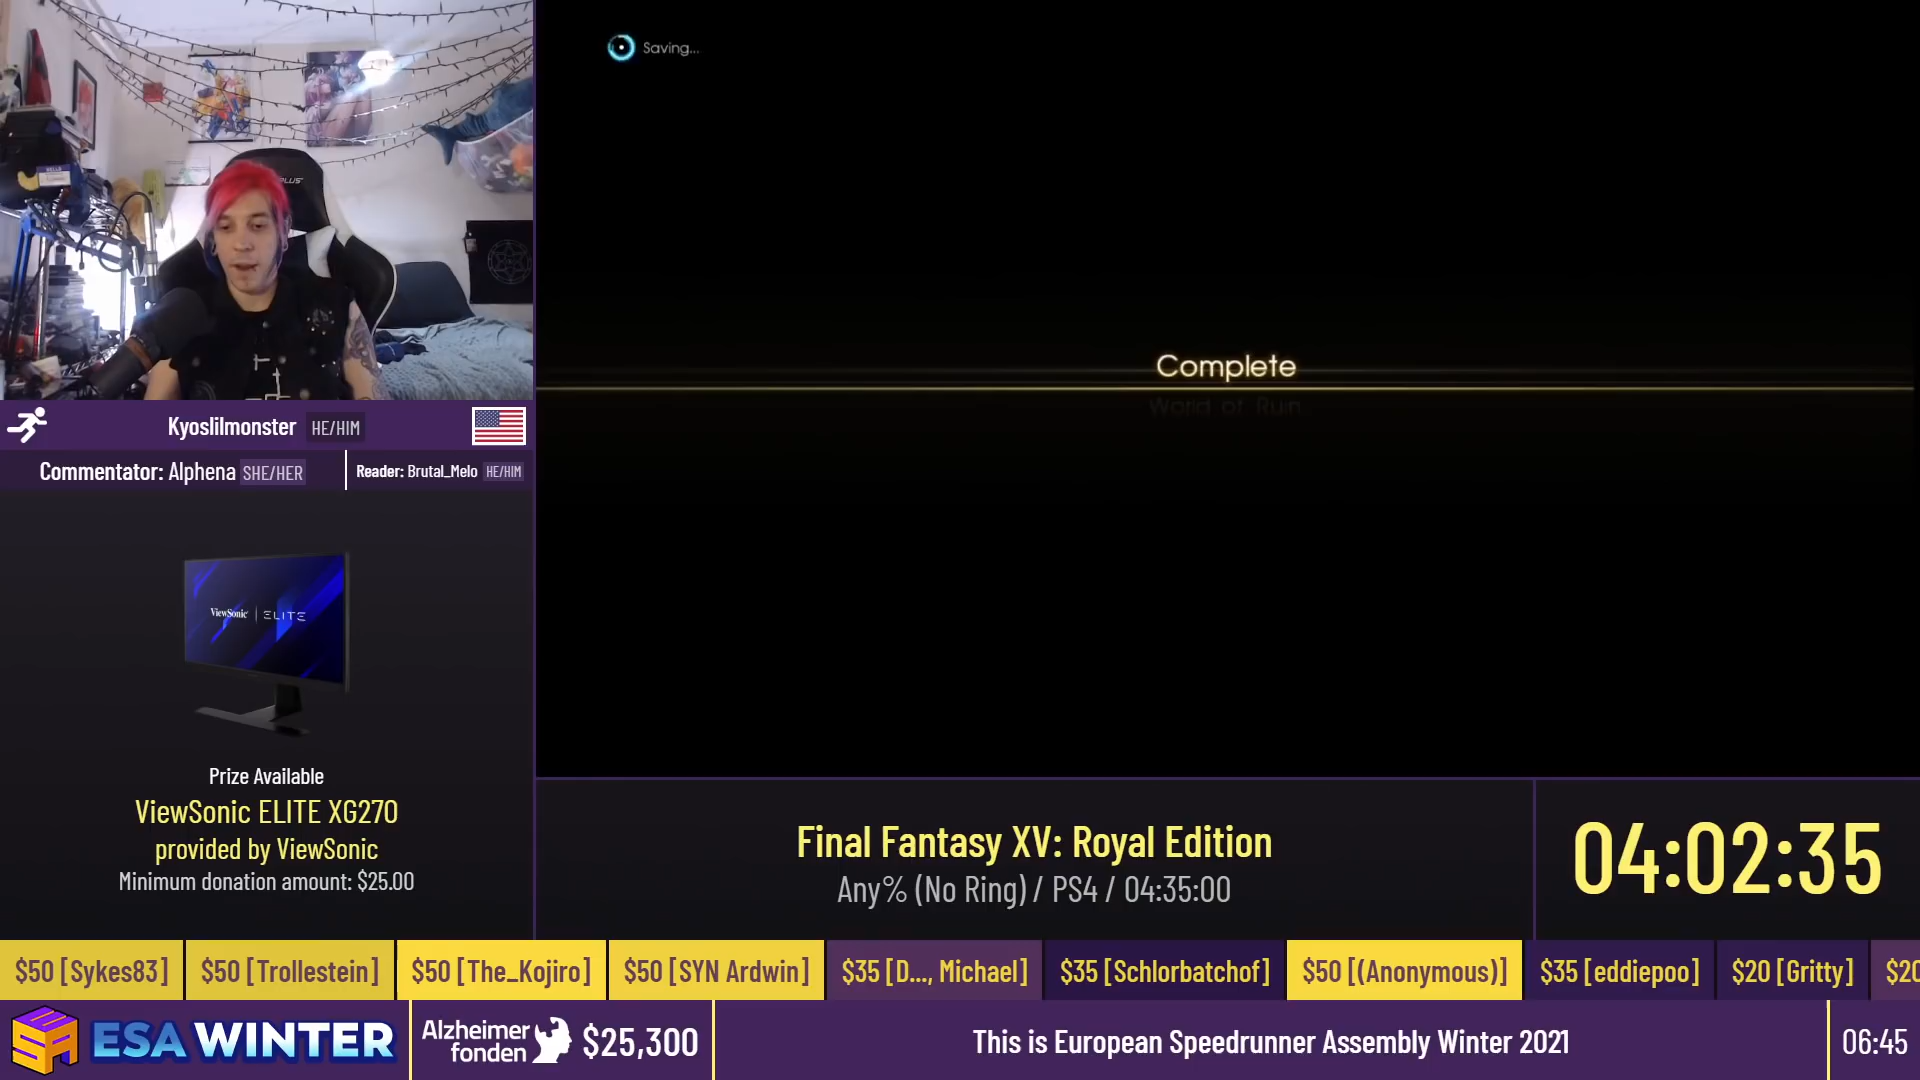 Saving...
Complete
World of Ruin
Kyoslilmonster HE/HIM
Commentator: Alphena SHE/HER
Reader: Brutal_Melo HE/HIM
ViewSonic ELITE
Prize Available
ViewSonic ELITE XG270
provided by ViewSonic
Minimum donation amount: $25.00
Final Fantasy XV: Royal Edition
Any% (No Ring) / PS4 / 04:35:00
04:02:35
$50 [Sykes83] $50 [Trollestein] $50 [The_Kojiro] $50 [SYN Ardwin] $35 [D..., Michael] $35 [Schlorbatchof] $50 [(Anonymous)] $35 [eddiepoo] $20 [Gritty] $20
ESA WINTER
Alzheimer
fonden
$25,300
This is European Speedrunner Assembly Winter 2021
06:45